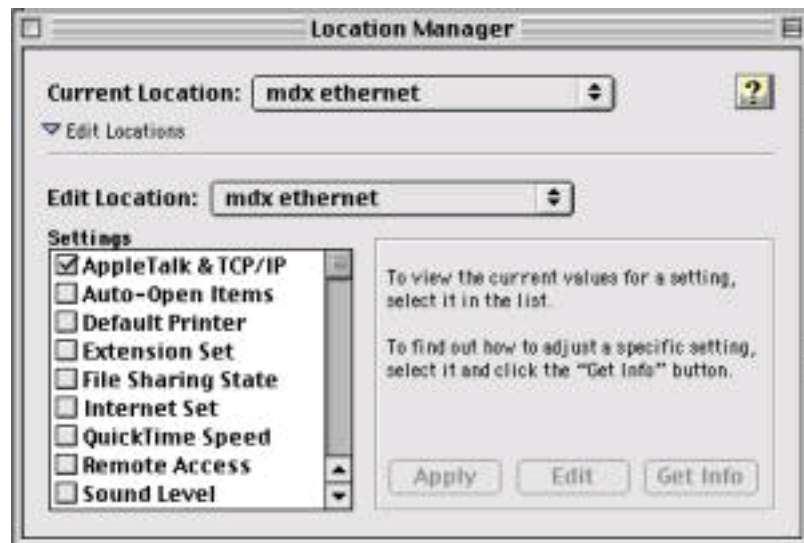 Location Manager
Current Location: mdx ethernet
?
Edit Locations
Edit Location: mdx ethernet
Settings
AppleTalk & TCP/IP
Auto-Open Items
Default Printer
Extension Set
File Sharing State
Internet Set
QuickTime Speed
Remote Access
Sound Level
To view the current values for a setting,
select it in the list.
To find out how to adjust a specific setting,
select it and click the "Get Info" button.
Apply Edit Get Info